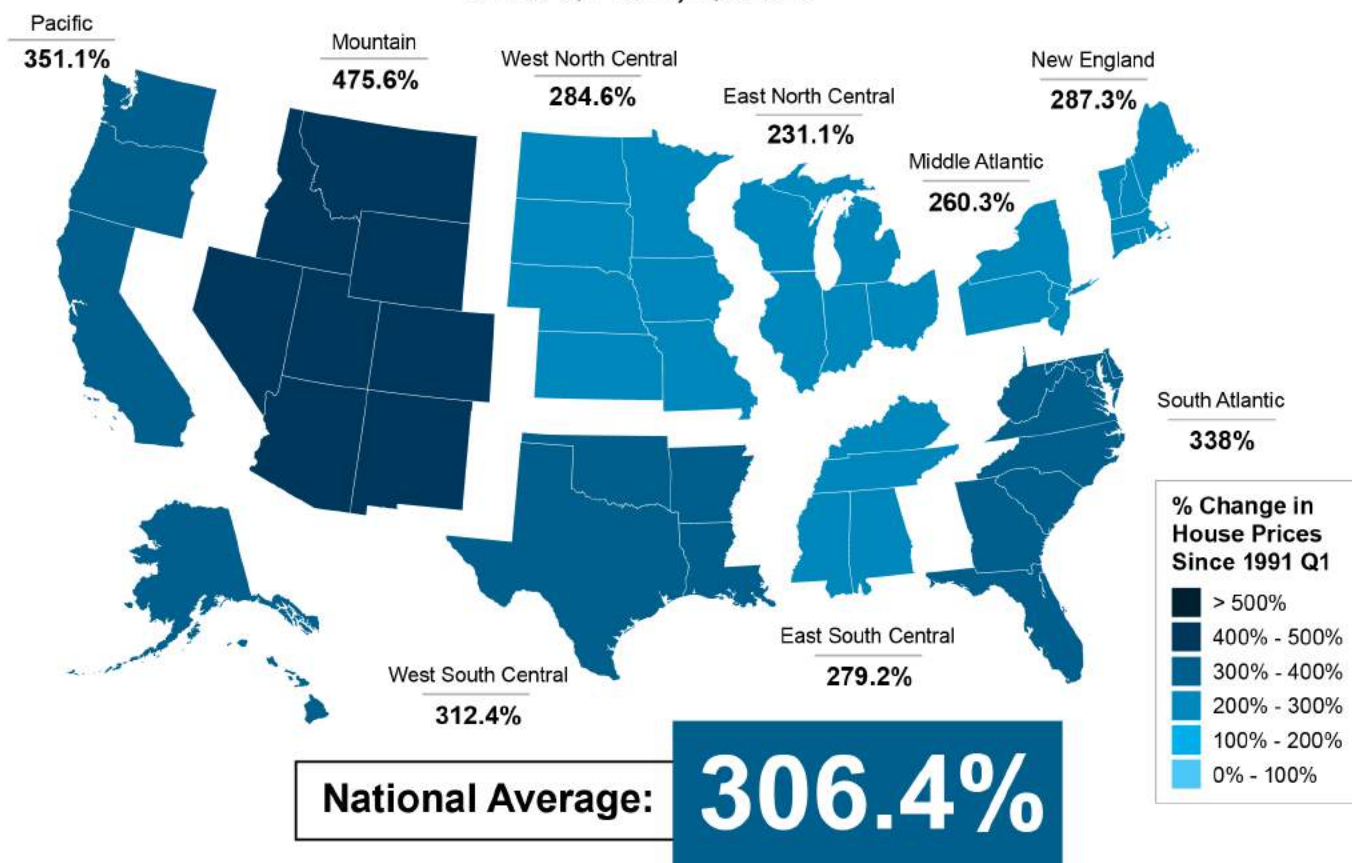 Pacific
351.1%
Mountain
475.6%
West North Central
284.6%
East North Central
231.1%
New England
287.3%
Middle Atlantic
260.3%
South Atlantic
338%
% Change in
House Prices
Since 1991 Q1
> 500%
400% - 500%
300% - 400%
200% - 300%
100% - 200%
0% - 100%
East South Central
279.2%
West South Central
312.4%
National Average:
306.4%